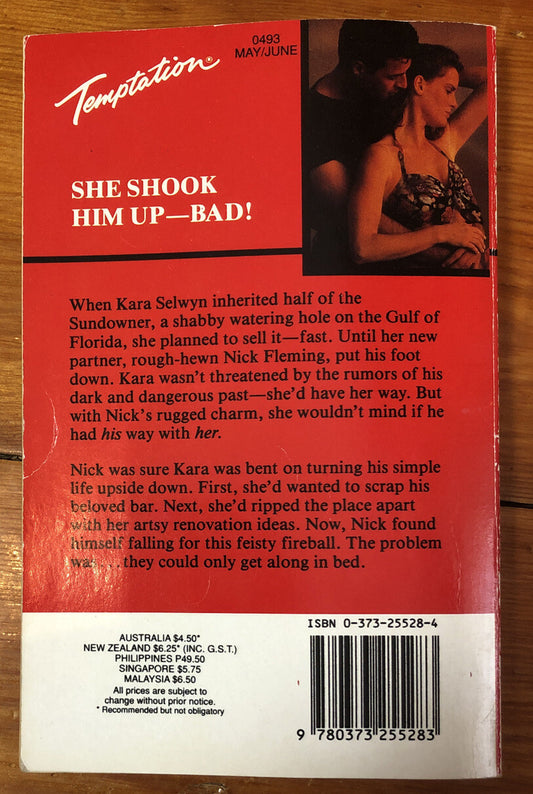 Temptation®
0493
MAY/JUNE
SHE SHOOK
HIM UP—BAD!
When Kara Selwyn inherited half of the
Sundowner, a shabby watering hole on the Gulf of
Florida, she planned to sell it—fast. Until her new
partner, rough-hewn Nick Fleming, put his foot
down. Kara wasn't threatened by the rumors of his
dark and dangerous past—she'd have her way. But
with Nick's rugged charm, she wouldn't mind if he
had his way with her.
Nick was sure Kara was bent on turning his simple
life upside down. First, she'd wanted to scrap his
beloved bar. Next, she'd ripped the place apart
with her artsy renovation ideas. Now, Nick found
himself falling for this feisty fireball. The problem
was . . . they could only get along in bed.
AUSTRALIA $4.50*
NEW ZEALAND $6.25* (INC. G.S.T.)
PHILIPPINES P49.50
SINGAPORE $5.75
MALAYSIA $6.50
All prices are subject to
change without prior notice.
* Recommended but not obligatory
ISBN 0-373-25528-4
9 780373 255283